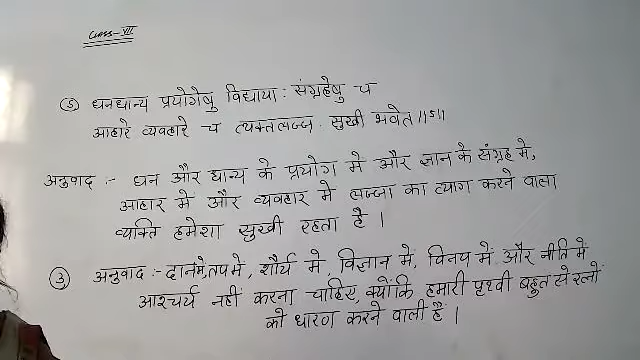 Class-VII
(5) धनधान्य प्रयोगेषु विद्याया: संग्रहेषु च
आहारे व्यवहारे च त्यक्तलज्ज: सुखी भवेत ॥5॥
अनुवाद :- धन और धान्य के प्रयोग मे और ज्ञान के संग्रह मे,
आहार में और व्यवहार में लज्जा का त्याग करने वाला
व्यक्ति हमेशा सुखी रहता है ।
(3) अनुवाद :- दानमे, तपमे, शौर्य मे, विज्ञान में, विनय में और नीति में
आश्चर्य नहीं करना चाहिए, क्योंकि हमारी पृथ्वी बहुत से रत्नों
को धारण करने वाली है ।